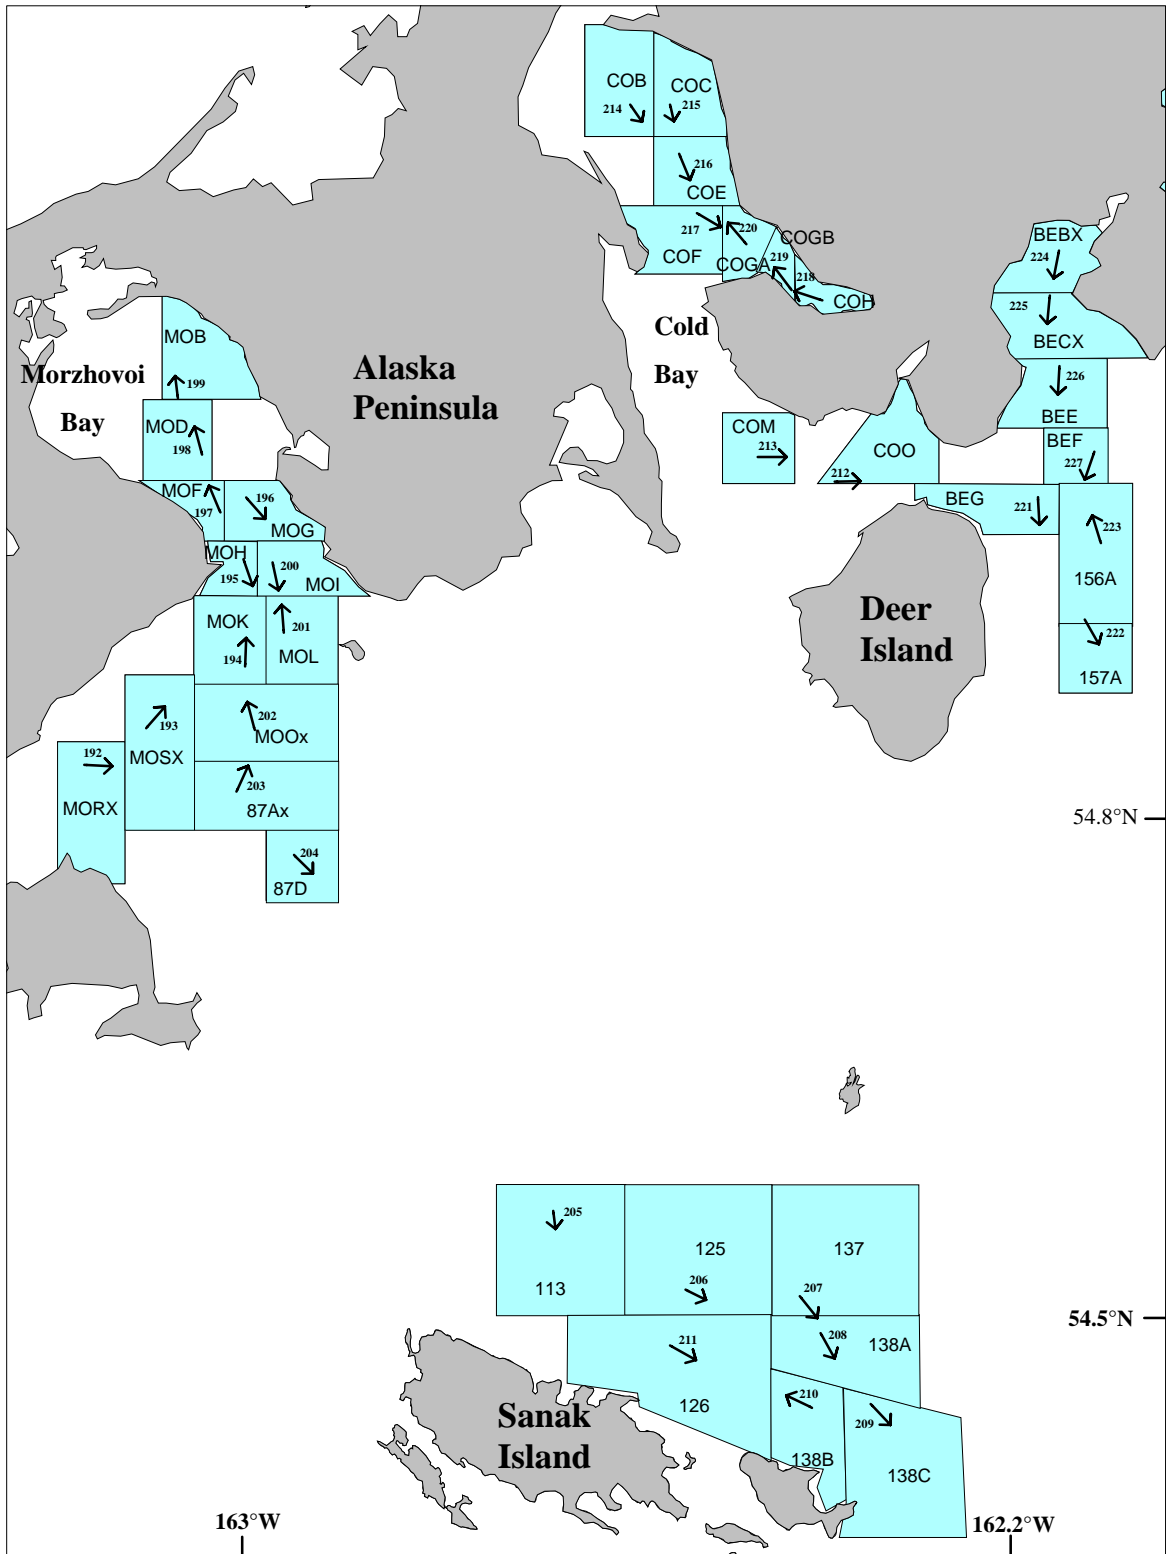 COB
COC
214
215
216
COE
217
220
COF
COGB
COGA
219
218
COH
BEBX
224
225
BECX
MOB
Cold
Bay
Alaska
Peninsula
Morzhovoi
Bay
199
226
BEE
MOD
198
COM
213
COO
212
BEF
227
MOF
197
196
MOG
BEG
221
223
MOH
195
200
MOI
156A
MOK
194
201
MOL
Deer
Island
222
157A
193
202
MOOx
MOSX
192
MORX
203
87Ax
54.8°N
204
87D
205
113
125
206
137
207
54.5°N
211
126
208
138A
Sanak
Island
210
138B
209
138C
163°W
162.2°W